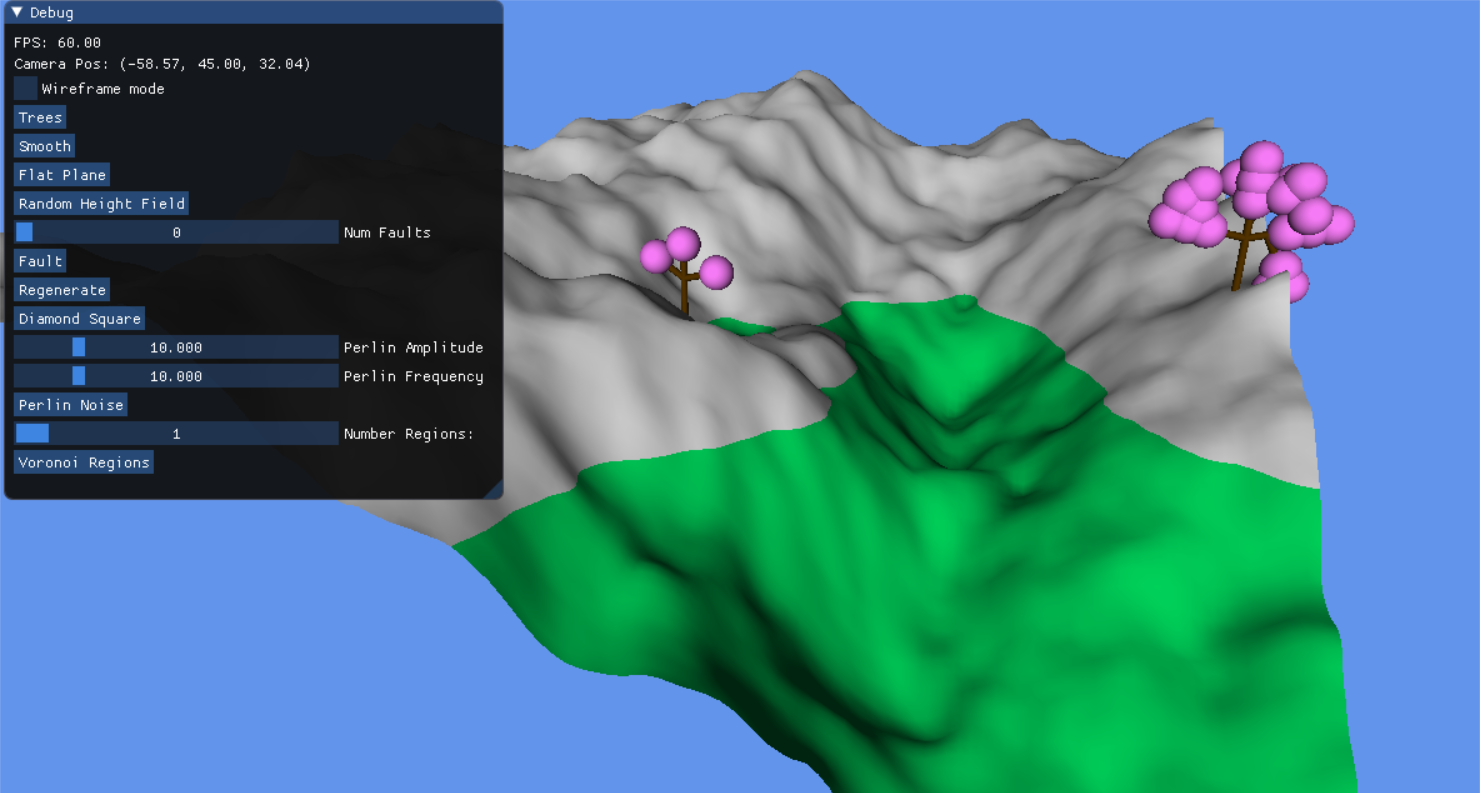 Debug
FPS: 60.00
Camera Pos: (-58.57, 45.00, 32.04)
Wireframe mode
Trees
Smooth
Flat Plane
Random Height Field
0 Num Faults
Fault
Regenerate
Diamond Square
10.000 Perlin Amplitude
10.000 Perlin Frequency
Perlin Noise
1 Number Regions:
Voronoi Regions